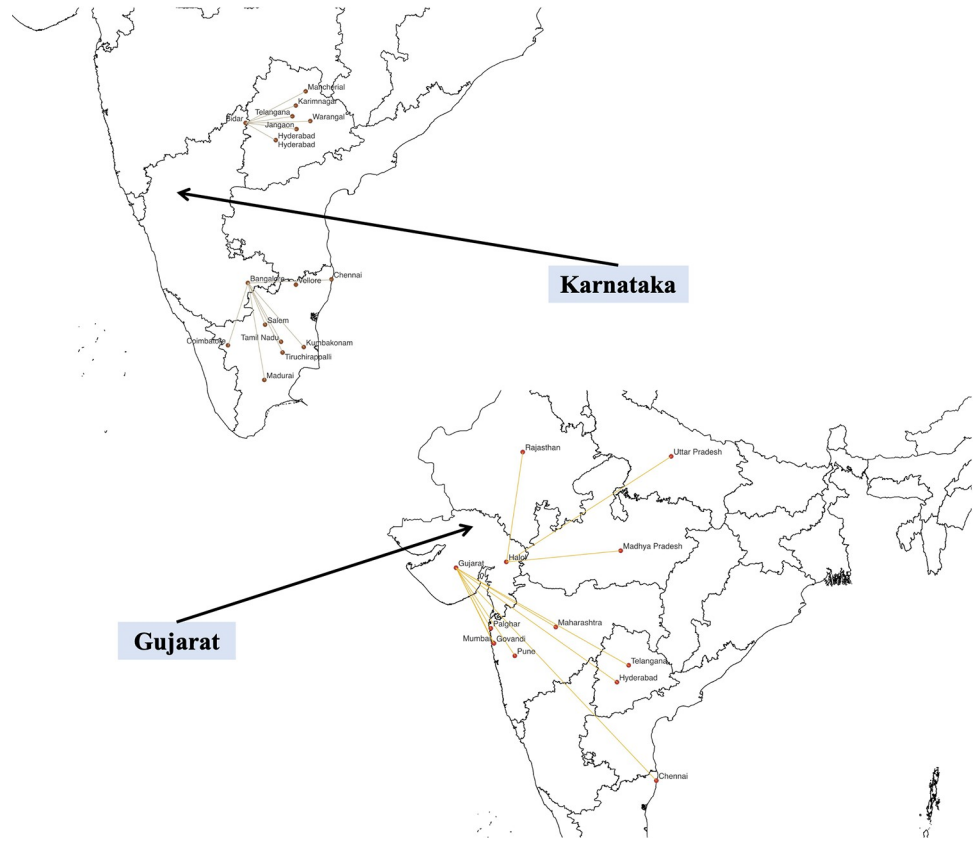 Mancherial
Karimnagar
Telangana
Warangal
Bidar
Jangaon
Hyderabad
Hyderabad
Karnataka
Bangalore
Chennai
Vellore
Salem
Coimbatore
Tamil Nadu
Kumbakonam
Tiruchirappalli
Madurai
Rajasthan
Uttar Pradesh
Madhya Pradesh
Halol
Gujarat
Gujarat
Palghar
Maharashtra
Mumbai
Govandi
Pune
Telangana
Hyderabad
Chennai